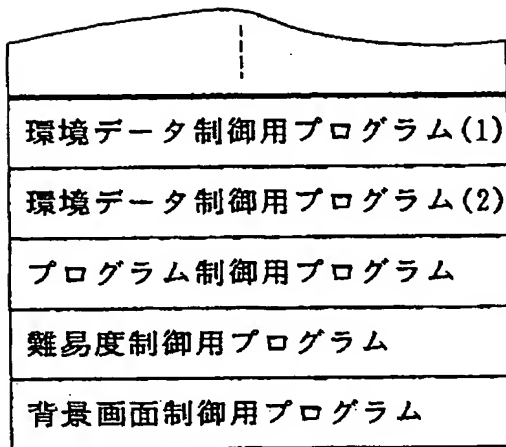 環境データ制御用プログラム(1)
環境データ制御用プログラム(2)
プログラム制御用プログラム
難易度制御用プログラム
背景画面制御用プログラム